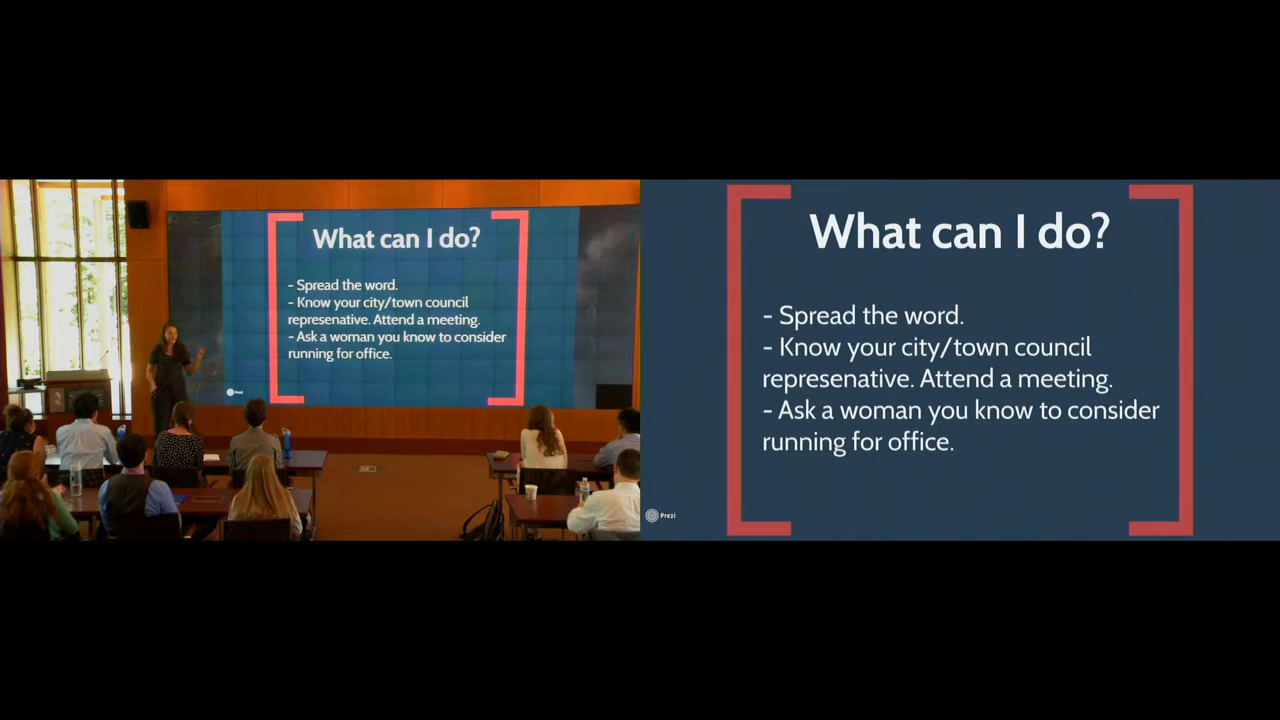 What can I do?
- Spread the word.
- Know your city/town council
represenative. Attend a meeting.
- Ask a woman you know to consider
running for office.
Prezi
What can I do?
- Spread the word.
- Know your city/town council
represenative. Attend a meeting.
- Ask a woman you know to consider
running for office.
Prezi